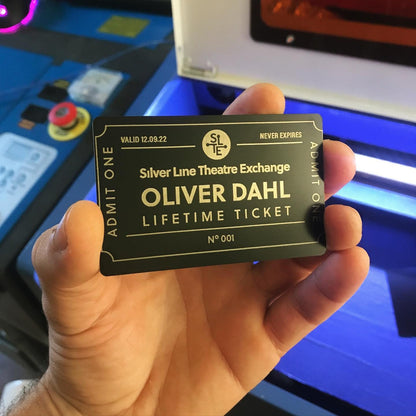 ADMIT ONE
VALID 12.09.22
SLTE
NEVER EXPIRES
Silver Line Theatre Exchange
OLIVER DAHL
LIFETIME TICKET
Nº 001
ADMIT ONE